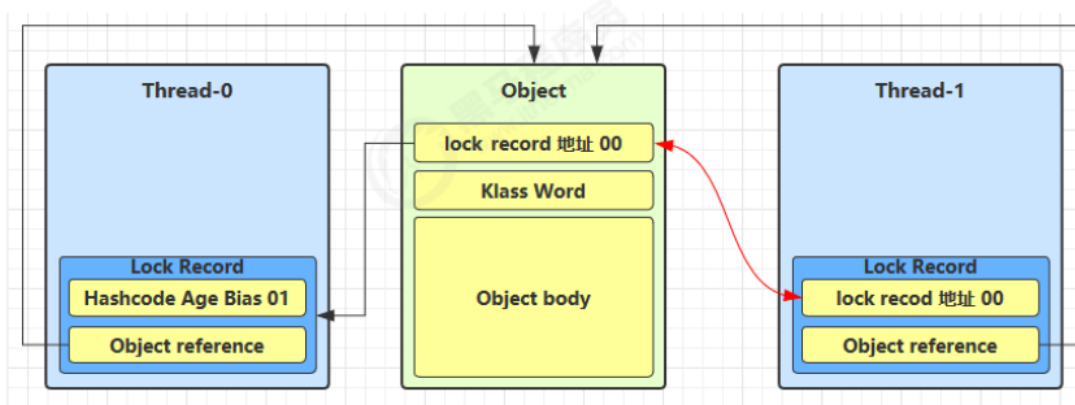 Thread-0
Object
Thread-1
lock record 地址 00
Klass Word
Object body
Lock Record
Hashcode Age Bias 01
Object reference
Lock Record
lock recod 地址 00
Object reference